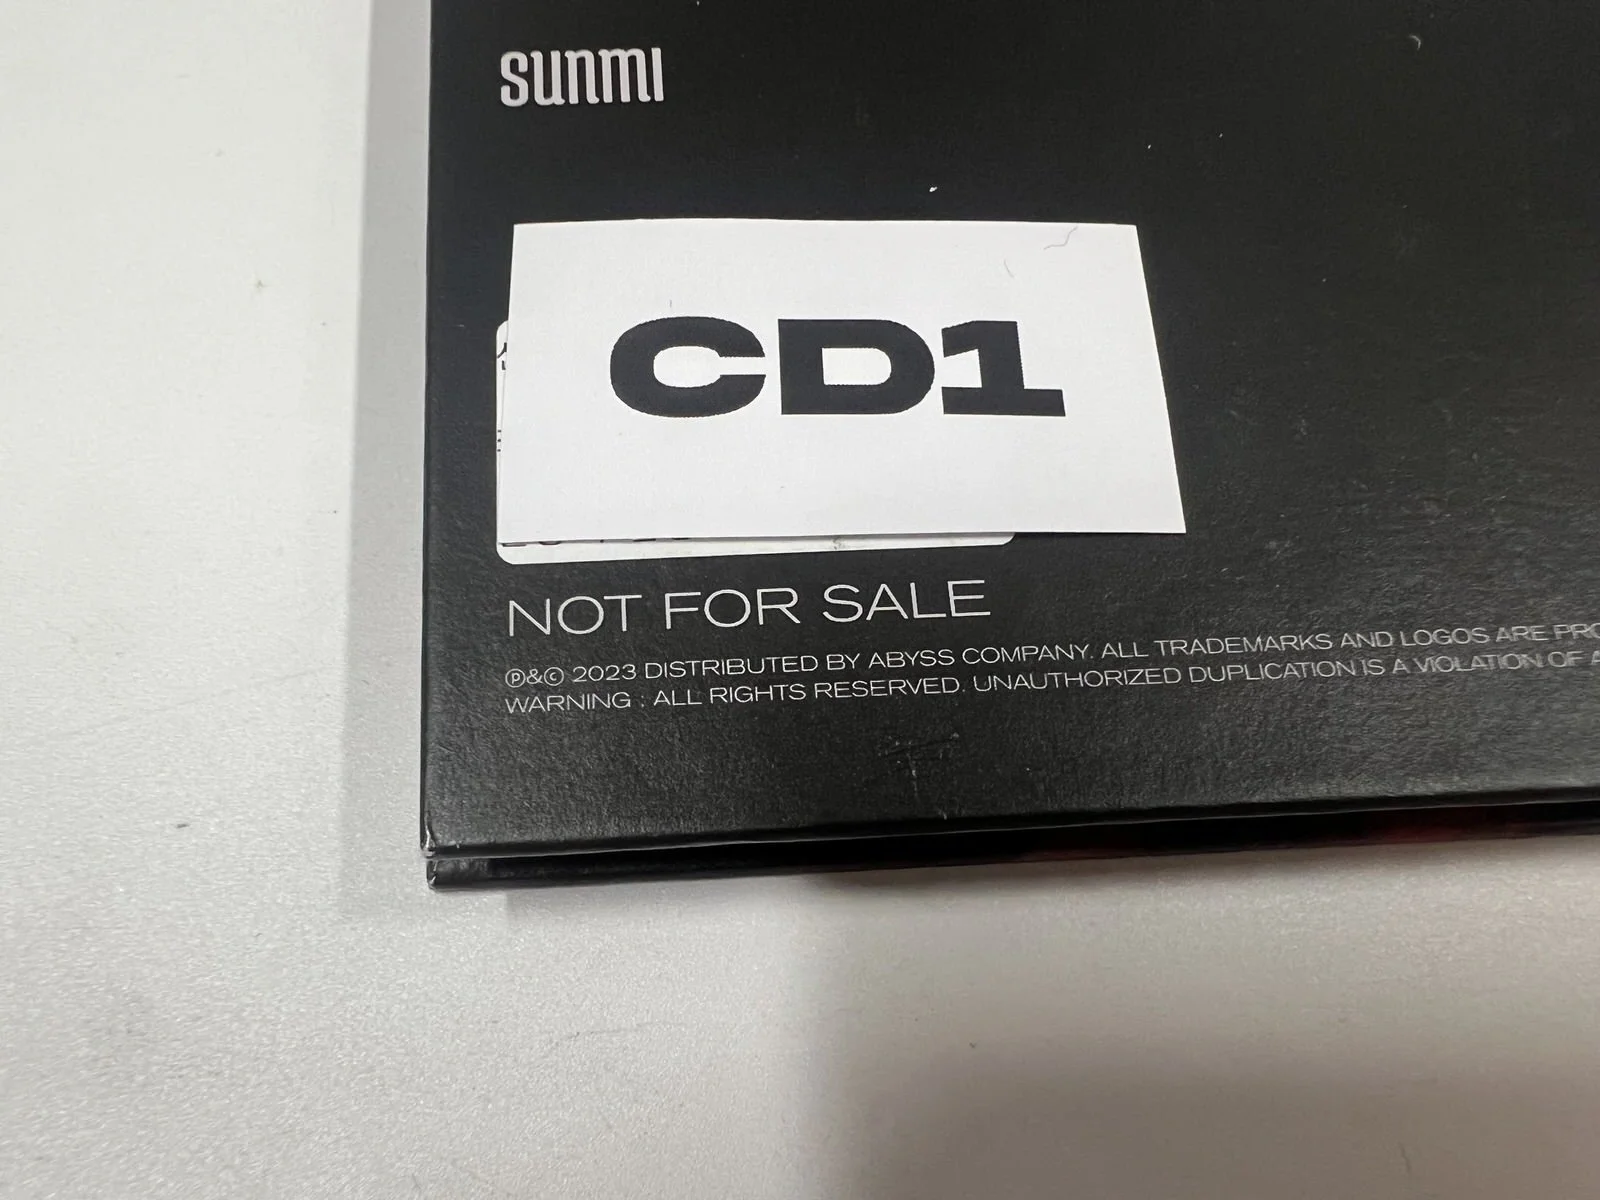 sunmi
CD1
NOT FOR SALE
℗&© 2023 DISTRIBUTED BY ABYSS COMPANY. ALL TRADEMARKS AND LOGOS ARE
WARNING : ALL RIGHTS RESERVED. UNAUTHORIZED DUPLICATION IS A VIOLATION OF